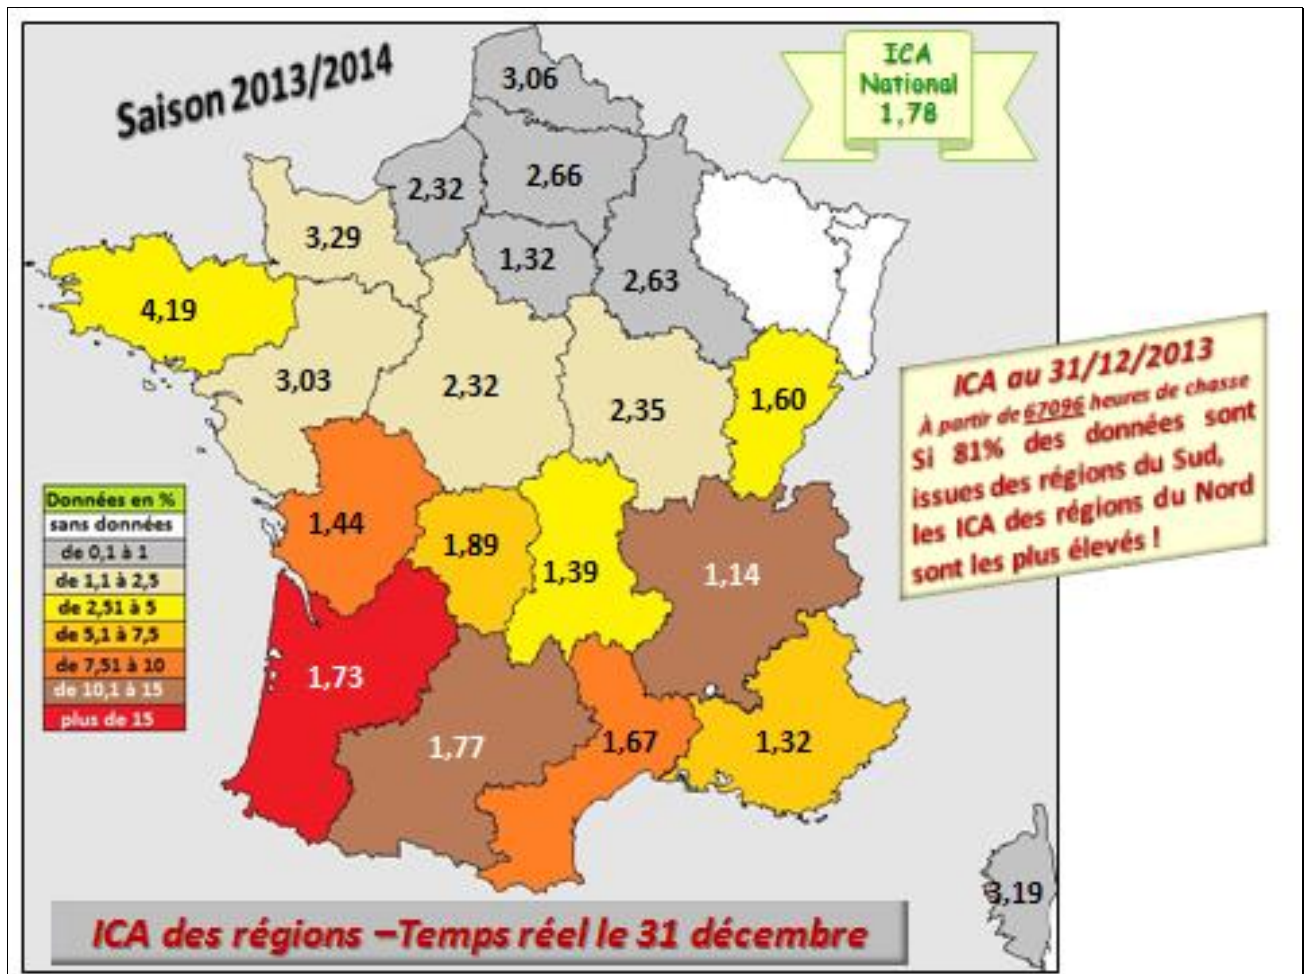 Saison 2013/2014
ICA
National
1,78
3,06
2,66
2,32
3,29
1,32
2,63
4,19
3,03
2,32
2,35
1,60
ICA au 31/12/2013
À partir de 67096 heures de chasse
Si 81% des données sont
issues des régions du Sud,
les ICA des régions du Nord
sont les plus élevés !
Données en %
sans données
de 0,1 à 1
de 1,1 à 2,5
de 2,51 à 5
de 5,1 à 7,5
de 7,51 à 10
de 10,1 à 15
plus de 15
1,44
1,89
1,39
1,14
1,73
1,77
1,67
1,32
3,19
ICA des régions –Temps réel le 31 décembre